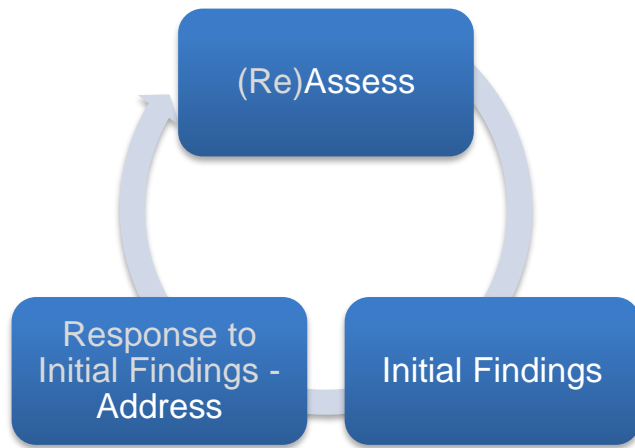 (Re)Assess
Response to
Initial Findings -
Address
Initial Findings